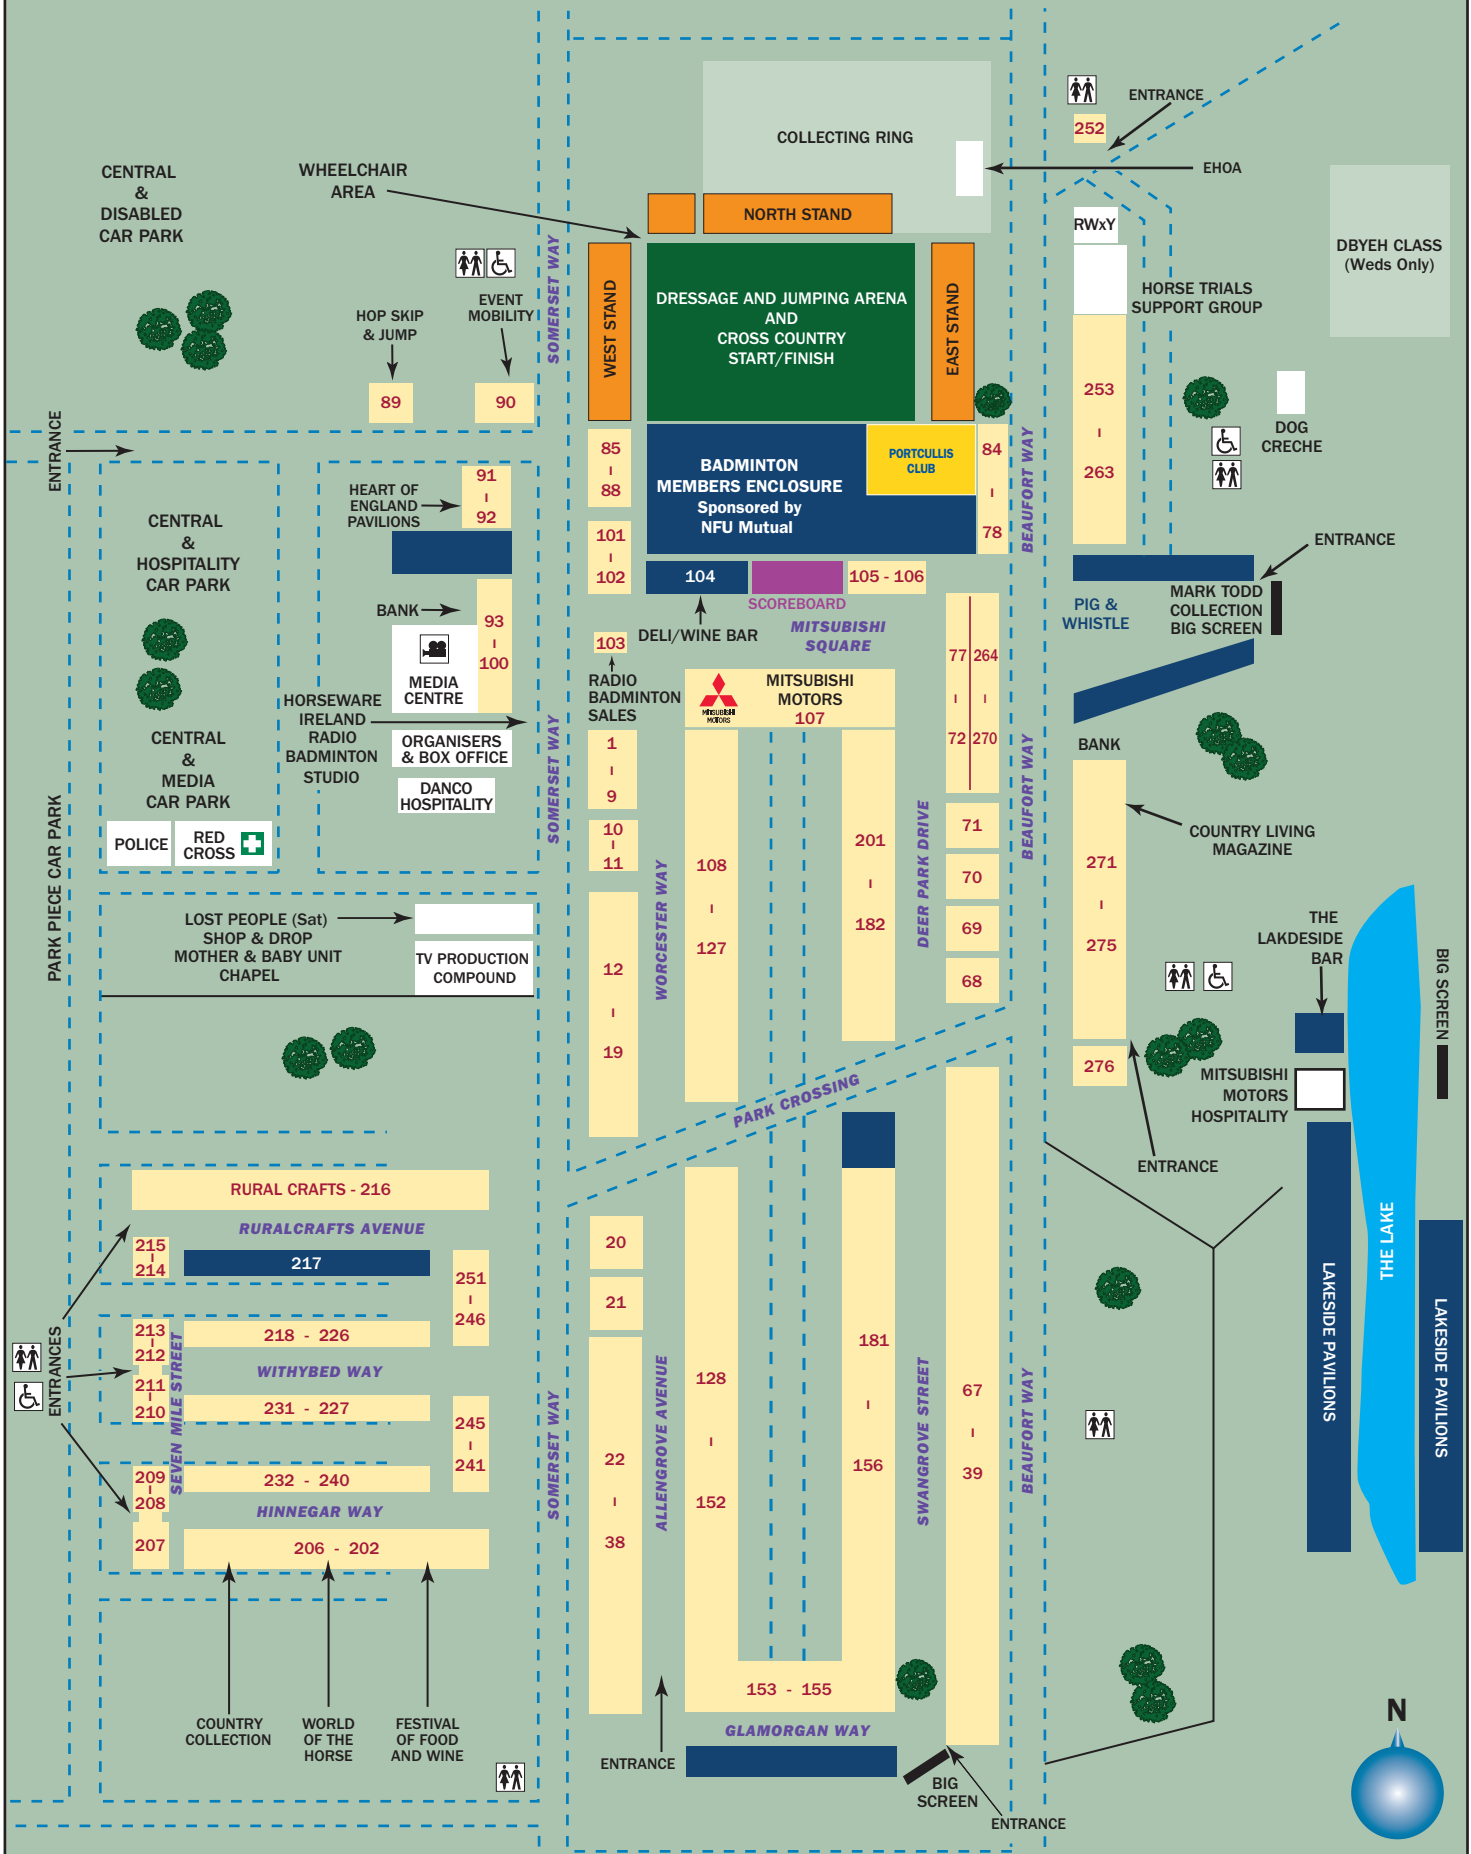 ENTRANCE
252
COLLECTING RING
EHOA
CENTRAL
&
DISABLED
CAR PARK
WHEELCHAIR
AREA
NORTH STAND
RWxY
DBYEH CLASS
(Weds Only)
SOMERSET WAY
WEST STAND
DRESSAGE AND JUMPING ARENA
AND
CROSS COUNTRY
START/FINISH
EAST STAND
HORSE TRIALS
SUPPORT GROUP
HOP SKIP
& JUMP
EVENT
MOBILITY
89
90
253
-
263
DOG
CRECHE
ENTRANCE
85
-
88
BADMINTON
MEMBERS ENCLOSURE
Sponsored by
NFU Mutual
PORTCULLIS
CLUB
84
-
78
BEAUFORT WAY
HEART OF
ENGLAND
PAVILIONS
91
-
92
CENTRAL
&
HOSPITALITY
CAR PARK
101
-
102
104
SCOREBOARD
105 - 106
ENTRANCE
MARK TODD
COLLECTION
BIG SCREEN
PIG &
WHISTLE
BANK
93
-
100
MEDIA
CENTRE
103
DELI/WINE BAR
MITSUBISHI
SQUARE
77
-
72
264
-
270
RADIO
BADMINTON
SALES
MITSUBISHI
MOTORS
MITSUBISHI
MOTORS
107
HORSEWARE
IRELAND
RADIO
BADMINTON
STUDIO
ORGANISERS
& BOX OFFICE
DANCO
HOSPITALITY
CENTRAL
&
MEDIA
CAR PARK
POLICE
RED
CROSS
PARK PIECE CAR PARK
SOMERSET WAY
1
-
9
10
-
11
BANK
BEAUFORT WAY
71
COUNTRY LIVING
MAGAZINE
108
-
127
201
-
182
DEER PARK DRIVE
70
69
68
271
-
275
276
LOST PEOPLE (Sat)
SHOP & DROP
MOTHER & BABY UNIT
CHAPEL
TV PRODUCTION
COMPOUND
12
-
19
WORCESTER WAY
THE
LAKDESIDE
BAR
BIG SCREEN
MITSUBISHI
MOTORS
HOSPITALITY
PARK CROSSING
ENTRANCE
RURAL CRAFTS - 216
RURALCRAFTS AVENUE
215
-
214
217
251
-
246
20
21
THE LAKE
LAKESIDE PAVILIONS
LAKESIDE PAVILIONS
ENTRANCES
213
-
212
SEVEN MILE STREET
218 - 226
WITHYBED WAY
211
-
210
231 - 227
245
-
241
SOMERSET WAY
22
-
38
ALLENGROVE AVENUE
128
-
152
181
-
156
SWANGROVE STREET
67
-
39
BEAUFORT WAY
209
-
208
232 - 240
HINNEGAR WAY
207
206 - 202
COUNTRY
COLLECTION
WORLD
OF THE
HORSE
FESTIVAL
OF FOOD
AND WINE
153 - 155
GLAMORGAN WAY
ENTRANCE
BIG
SCREEN
ENTRANCE
N